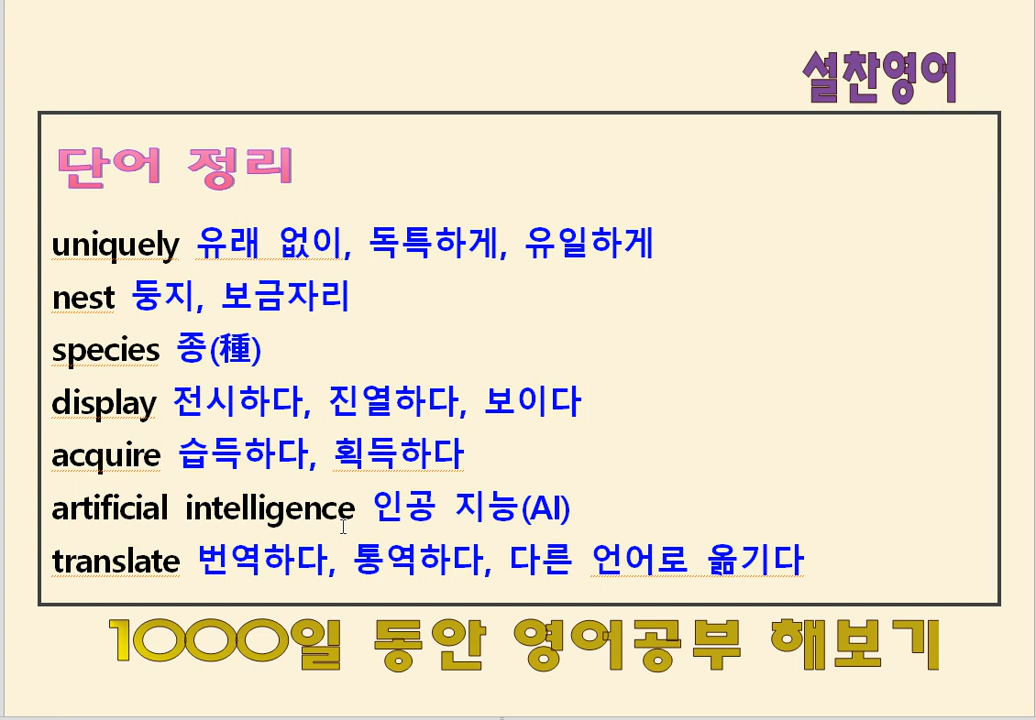 설찬영어
단어 정리
uniquely 유래 없이, 독특하게, 유일하게
nest 둥지, 보금자리
species 종(種)
display 전시하다, 진열하다, 보이다
acquire 습득하다, 획득하다
artificial intelligence 인공 지능(AI)
translate 번역하다, 통역하다, 다른 언어로 옮기다
1000일 동안 영어공부 해보기